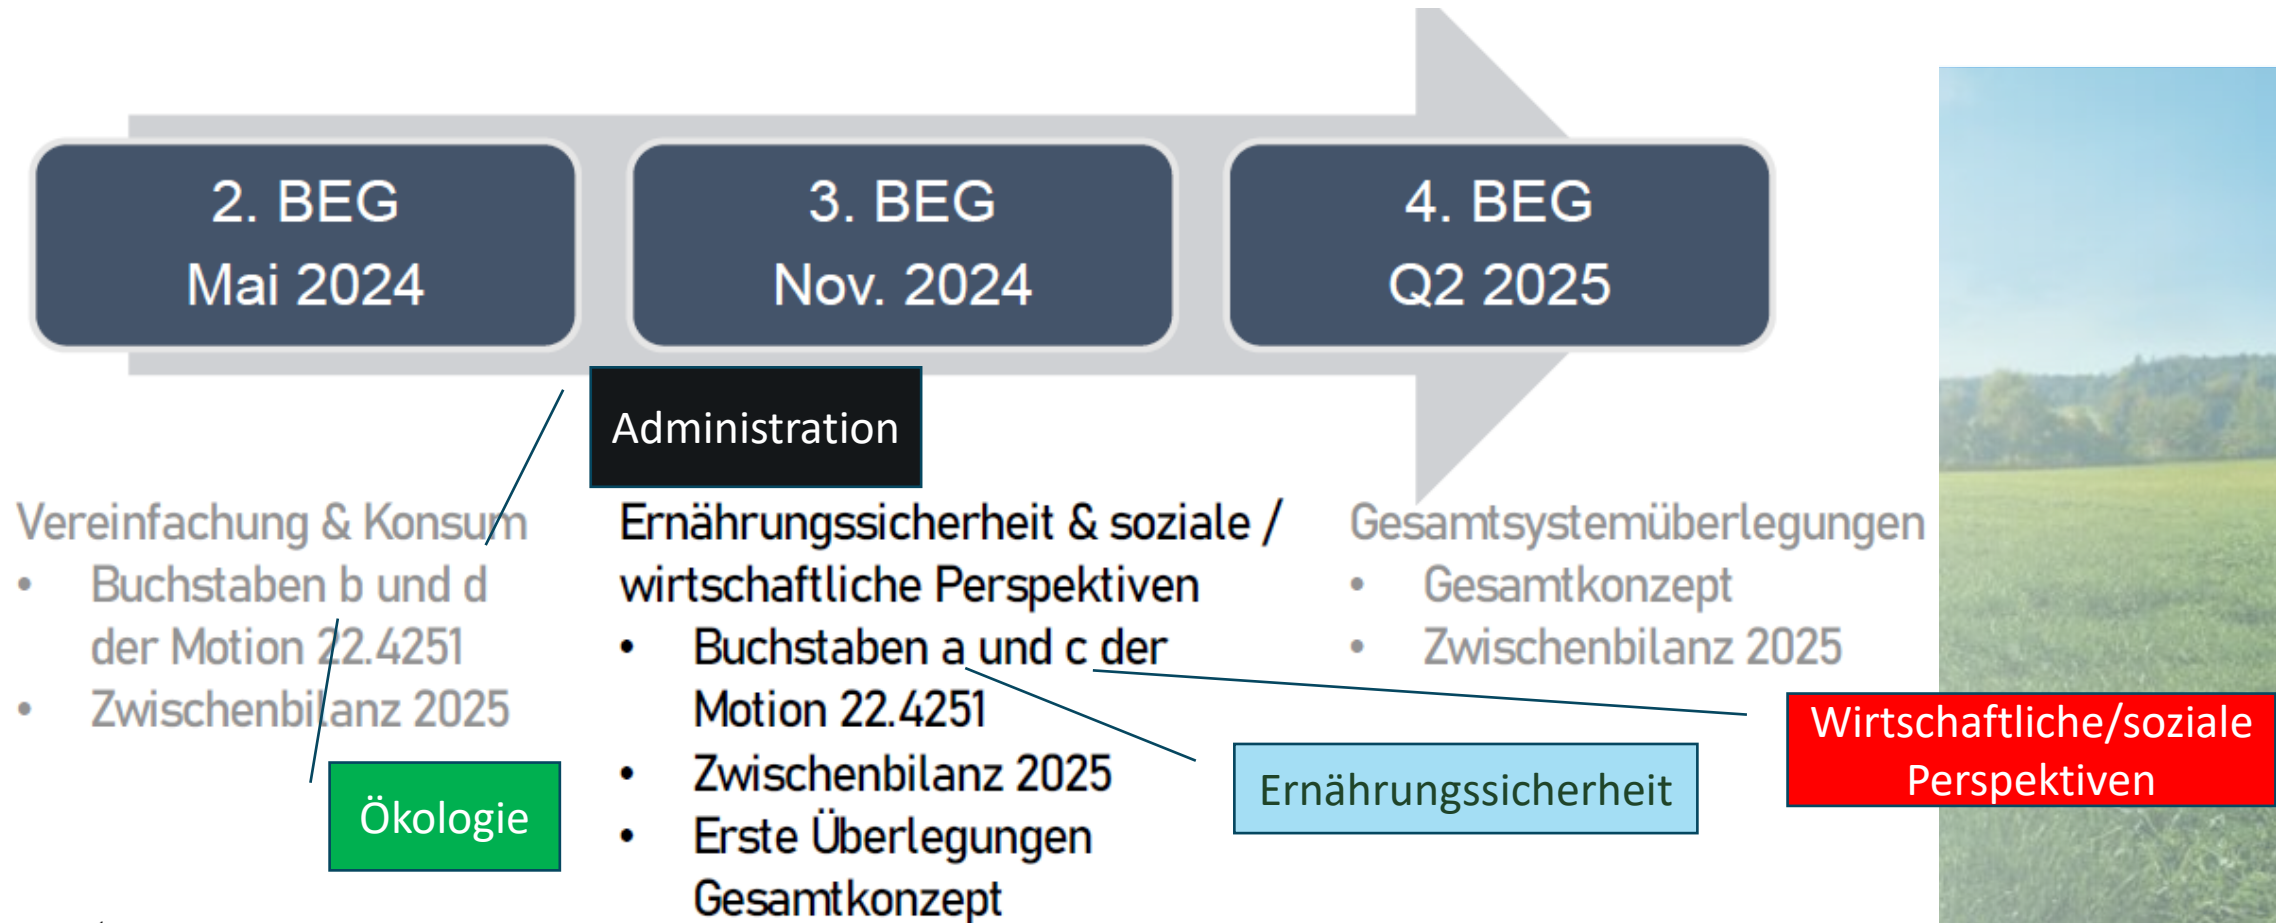 2. BEG
Mai 2024
3. BEG
Nov. 2024
4. BEG
Q2 2025
Administration
Vereinfachung & Konsum
• Buchstaben b und d
der Motion 22.4251
• Zwischenbilanz 2025
Ökologie
Ernährungssicherheit & soziale /
wirtschaftliche Perspektiven
• Buchstaben a und c der
Motion 22.4251
• Zwischenbilanz 2025
• Erste Überlegungen
Gesamtkonzept
Gesamtsystemüberlegungen
• Gesamtkonzept
• Zwischenbilanz 2025
Ernährungssicherheit
Wirtschaftliche/soziale
Perspektiven